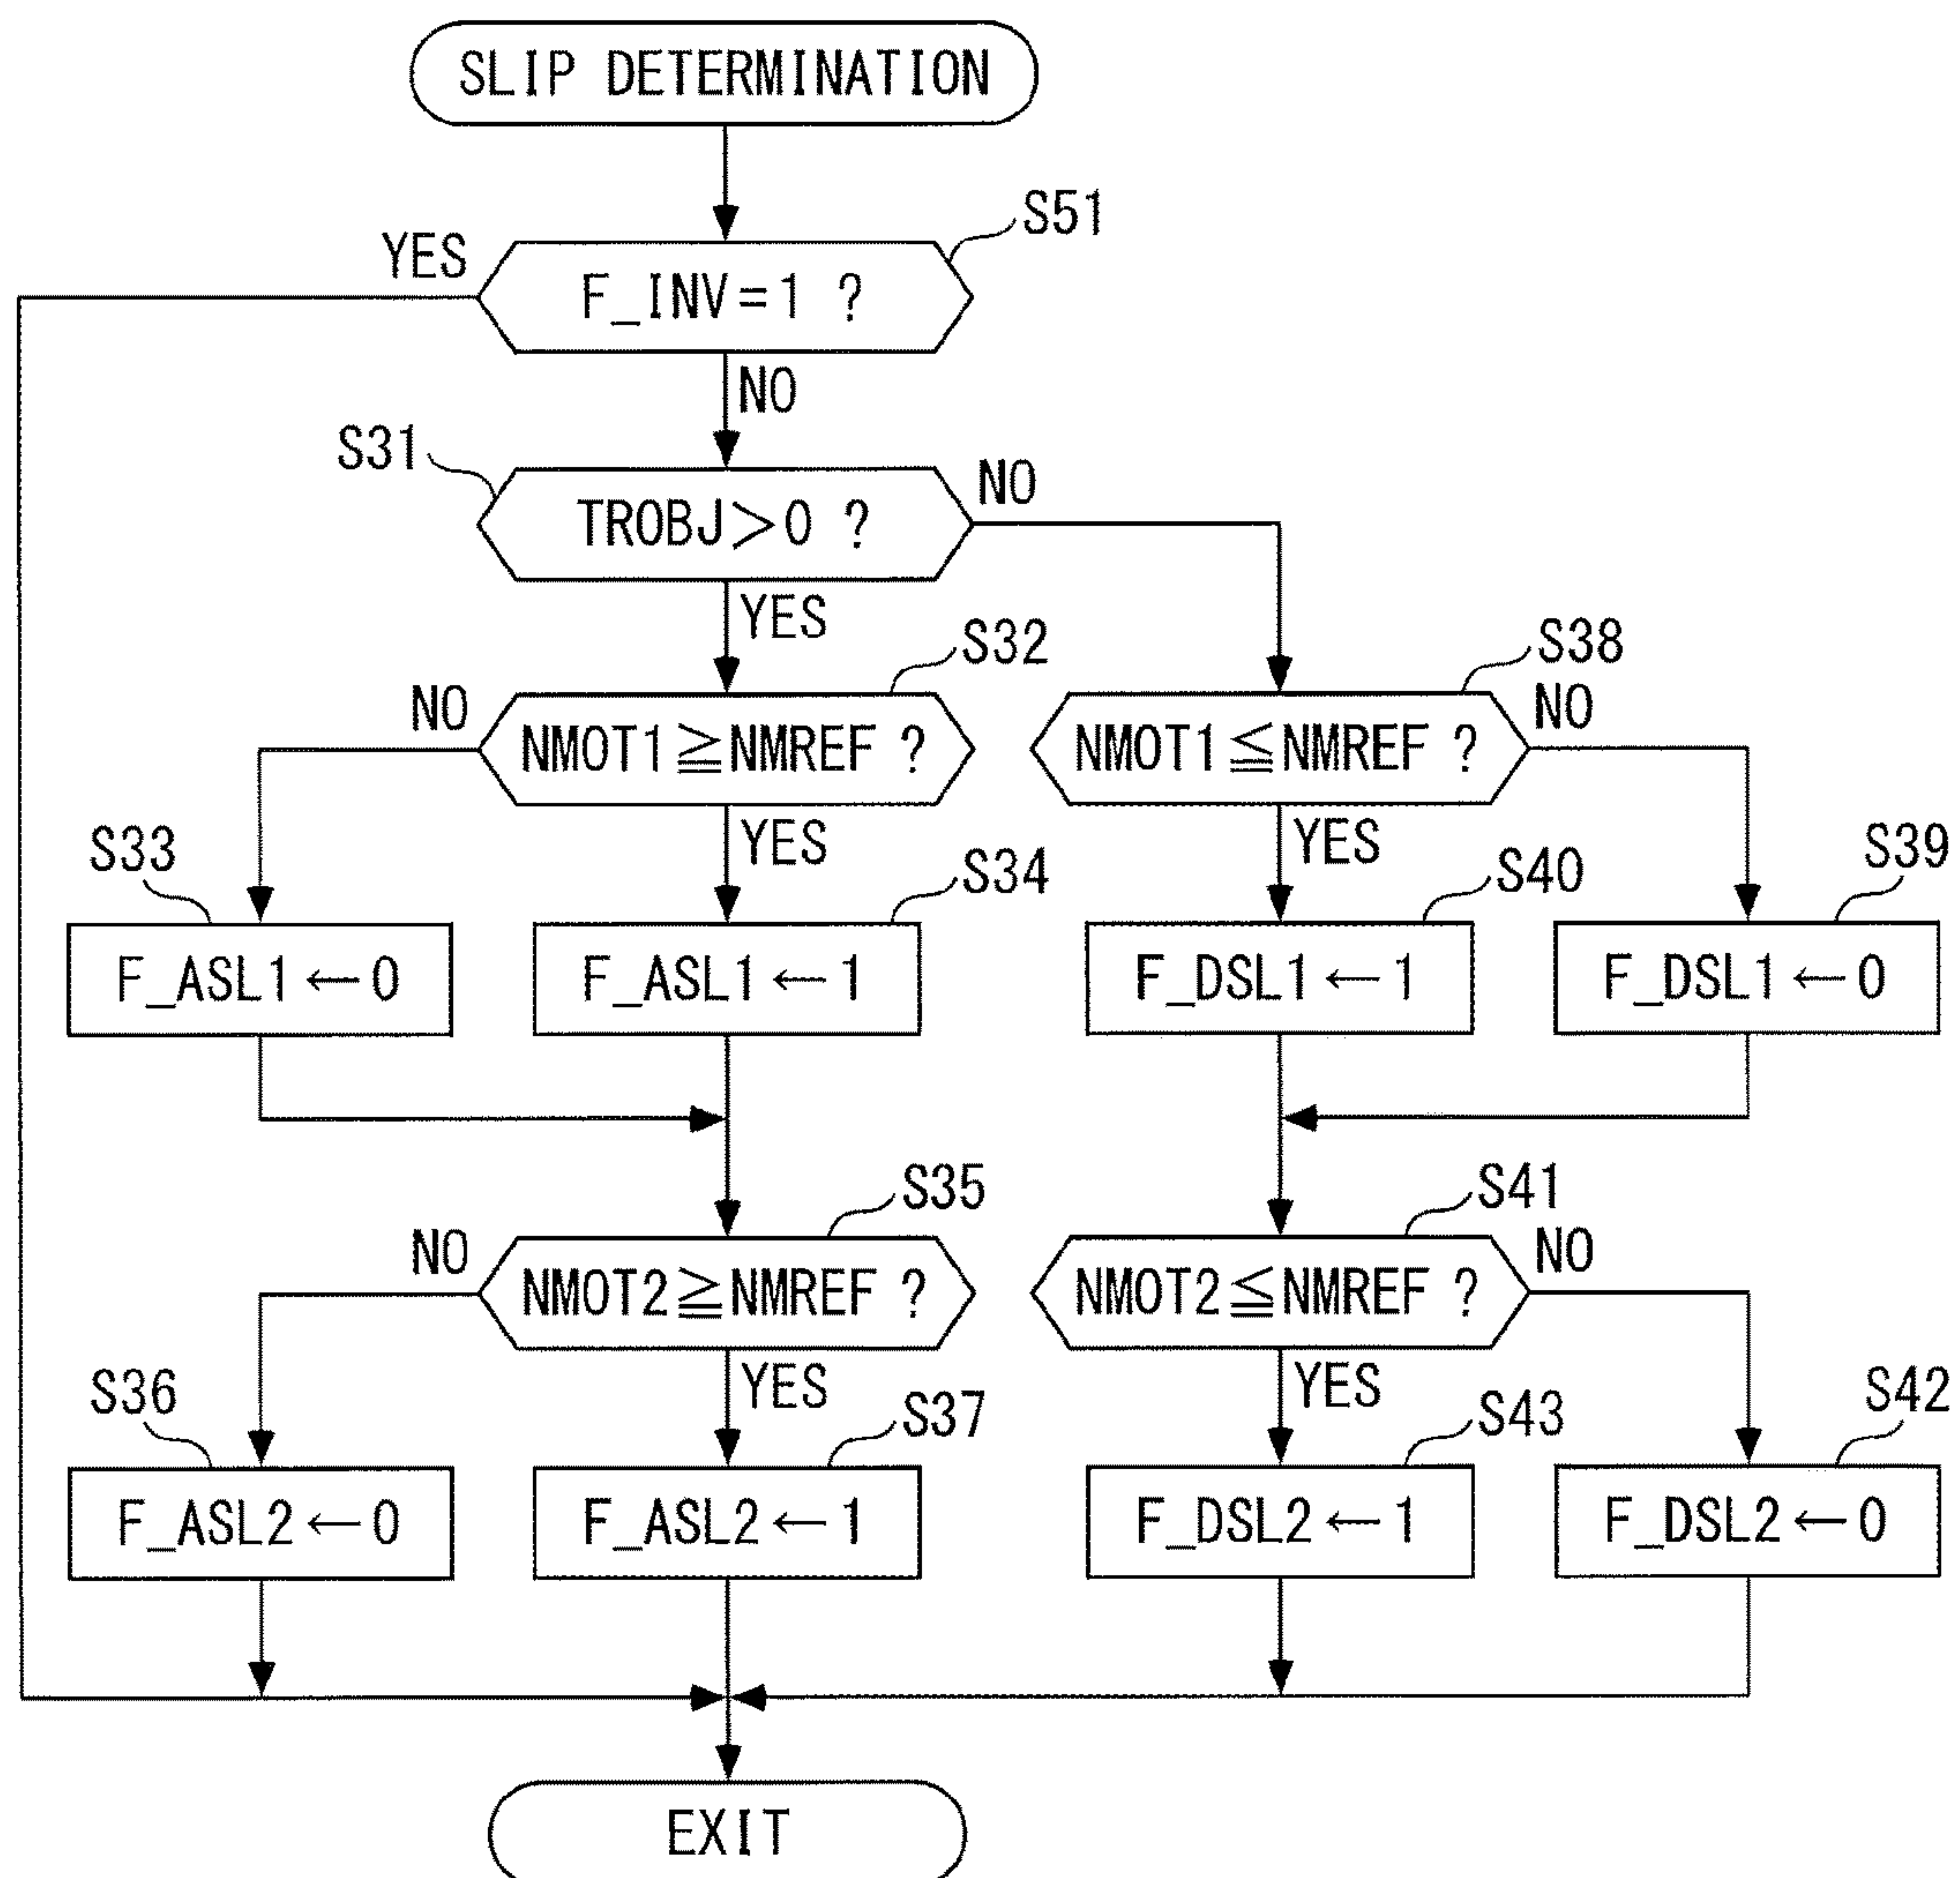 SLIP DETERMINATION
S51
YES
F_INV=1 ?
NO
S31
TROBJ>0 ?
NO
YES
S32
S38
NO
NMOT1≧NMREF ?
NMOT1≦NMREF ?
NO
YES
YES
S33
S34
S40
S39
F_ASL1←0
F_ASL1←1
F_DSL1←1
F_DSL1←0
S35
S41
NO
NMOT2≧NMREF ?
NMOT2≦NMREF ?
NO
YES
YES
S36
S37
S43
S42
F_ASL2←0
F_ASL2←1
F_DSL2←1
F_DSL2←0
EXIT